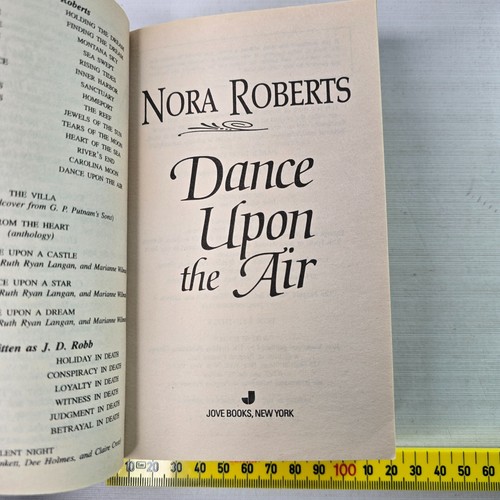 Roberts
HOLDING THE DREAM
FINDING THE DREAM
MONTANA SKY
SEA SWEPT
RISING TIDES
INNER HARBOR
SANCTUARY
HOMEPORT
THE REEF
JEWELS OF THE SUN
TEARS OF THE MOON
HEART OF THE SEA
RIVER'S END
CAROLINA MOON
DANCE UPON THE AIR
THE VILLA
from G. P. Putnam's Sons)
FROM THE HEART
(anthology)
UPON A CASTLE
Ruth Ryan Langan, and Marianne
UPON A STAR
Ruth Ryan Langan, and Marianne
UPON A DREAM
Ruth Ryan Langan, and Marianne
as J. D. Robb
HOLIDAY IN DEATH
CONSPIRACY IN DEATH
LOYALTY IN DEATH
WITNESS IN DEATH
JUDGMENT IN DEATH
BETRAYAL IN DEATH
NIGHT
Dee Holmes, and Claire
NORA ROBERTS
Dance
Upon
the Air
J
JOVE BOOKS, NEW YORK
10 20 30 40 50 60 70 80 90 100 10 20 30 40 50 60